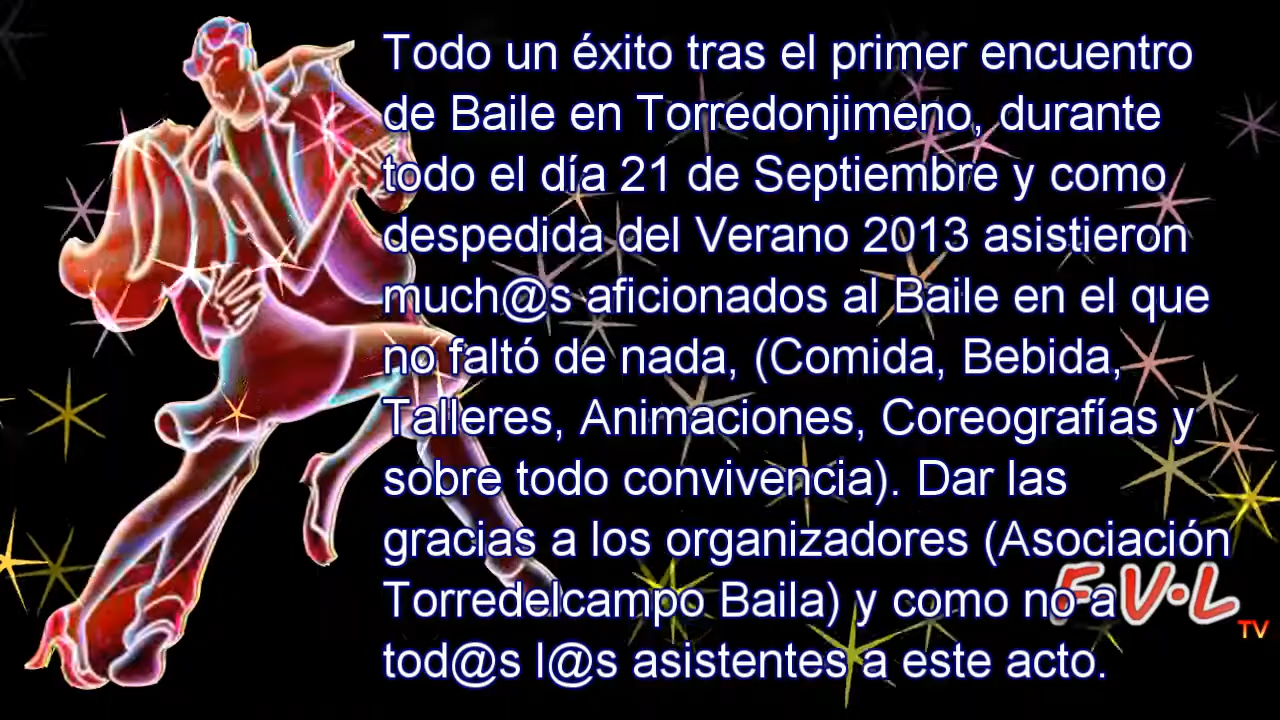 Todo un éxito tras el primer encuentro
de Baile en Torredonjimeno, durante
todo el día 21 de Septiembre y como
despedida del Verano 2013 asistieron
much@s aficionados al Baile en el que
no faltó de nada, (Comida, Bebida,
Talleres, Animaciones, Coreografías y
sobre todo convivencia). Dar las
gracias a los organizadores (Asociación
Torredelcampo Baila) y como no a
tod@s l@s asistentes a este acto.
F·V·L
TV